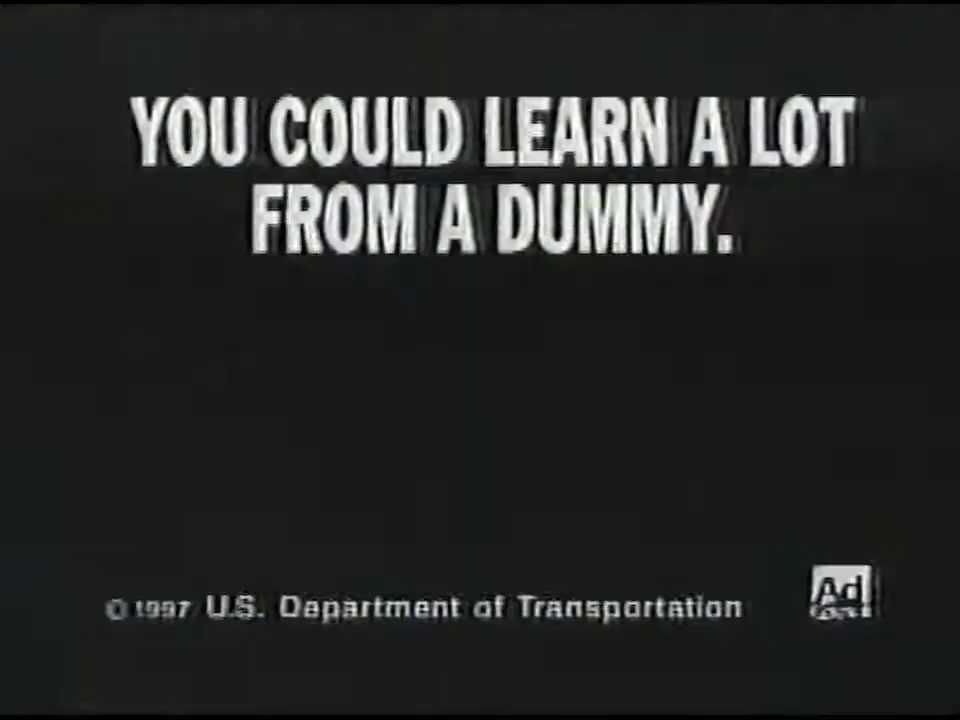 YOU COULD LEARN A LOT
FROM A DUMMY.
© 1997 U.S. Department of Transportation
Ad